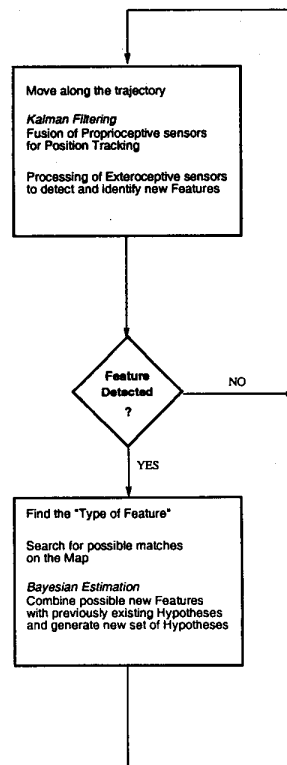 Move along the trajectory
Kalman Filtering
Fusion of Proprioceptive sensors
for Position Tracking
Processing of Exteroceptive sensors
to detect and identify new Features
Feature
Detected
?
NO
YES
Find the "Type of Feature"
Search for possible matches
on the Map
Bayesian Estimation
Combine possible new Features
with previously existing Hypotheses
and generate new set of Hypotheses